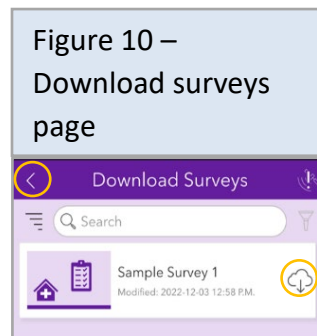 Figure 10 –
Download surveys
page
Download Surveys
Search
Sample Survey 1
Modified: 2022-12-03 12:58 P.M.